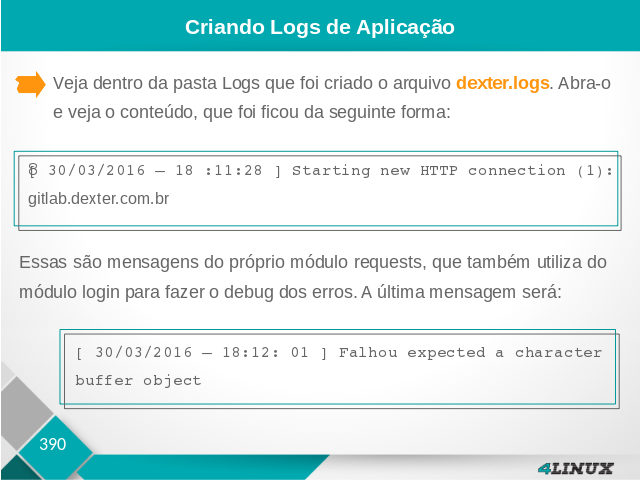 Criando Logs de Aplicação
Veja dentro da pasta Logs que foi criado o arquivo dexter.logs. Abra-o
e veja o conteúdo, que foi ficou da seguinte forma:
[ 30/03/2016 – 18 :11:28 ] Starting new HTTP connection (1):
gitlab.dexter.com.br
Essas são mensagens do próprio módulo requests, que também utiliza do
módulo login para fazer o debug dos erros. A última mensagem será:
[ 30/03/2016 – 18:12: 01 ] Falhou expected a character
buffer object
390
4LINUX